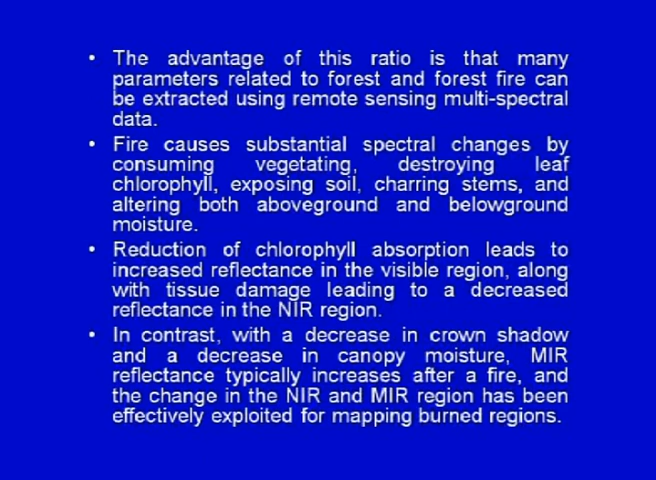 • The advantage of this ratio is that many
parameters related to forest and forest fire can
be extracted using remote sensing multi-spectral
data.
• Fire causes substantial spectral changes by
consuming vegetating, destroying leaf
chlorophyll, exposing soil, charring stems, and
altering both aboveground and belowground
moisture.
• Reduction of chlorophyll absorption leads to
increased reflectance in the visible region, along
with tissue damage leading to a decreased
reflectance in the NIR region.
• In contrast, with a decrease in crown shadow
and a decrease in canopy moisture, MIR
reflectance typically increases after a fire, and
the change in the NIR and MIR region has been
effectively exploited for mapping burned regions.